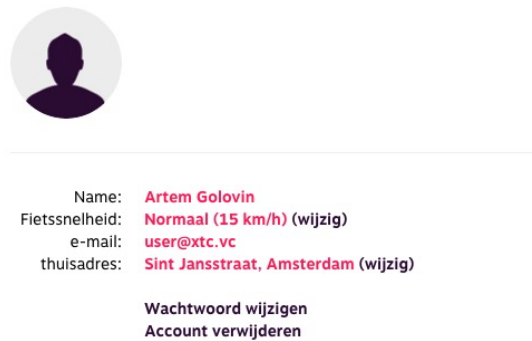 Name: Artem Golovin
Fietssnelheid: Normaal (15 km/h) (wijzig)
e-mail: user@xtc.vc
thuisadres: Sint Jansstraat, Amsterdam (wijzig)
Wachtwoord wijzigen
Account verwijderen